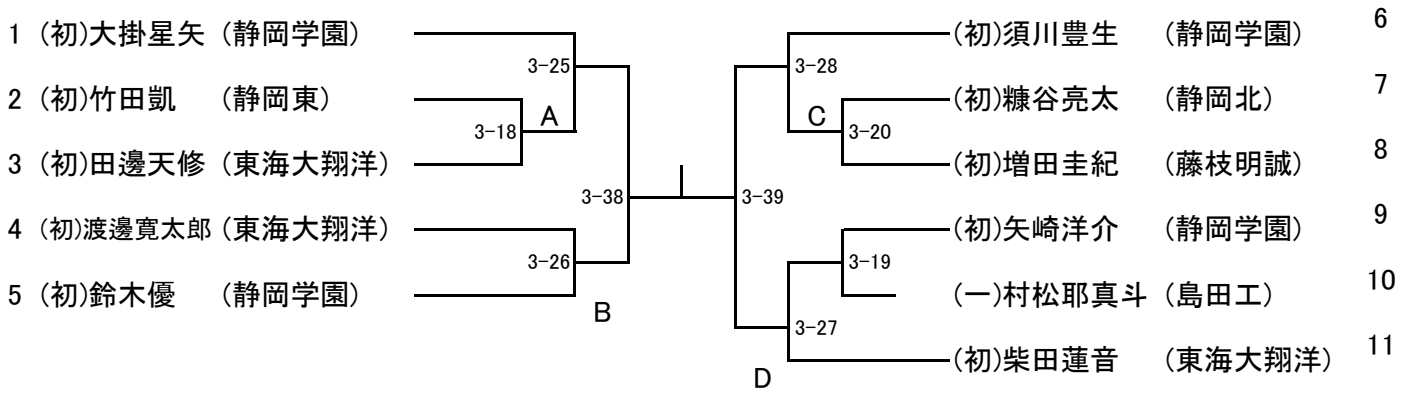 1 (初)大掛星矢 (静岡学園)
2 (初)竹田凱 (静岡東)
3 (初)田邊天修 (東海大翔洋)
4 (初)渡邊寛太郎 (東海大翔洋)
5 (初)鈴木優 (静岡学園)
3-25
A
3-18
3-38
3-26
B
(初)須川豊生 (静岡学園) 6
(初)糠谷亮太 (静岡北) 7
(初)増田圭紀 (藤枝明誠) 8
(初)矢崎洋介 (静岡学園) 9
(一)村松耶真斗 (島田工) 10
(初)柴田蓮音 (東海大翔洋) 11
3-28
C
3-20
3-39
3-19
3-27
D